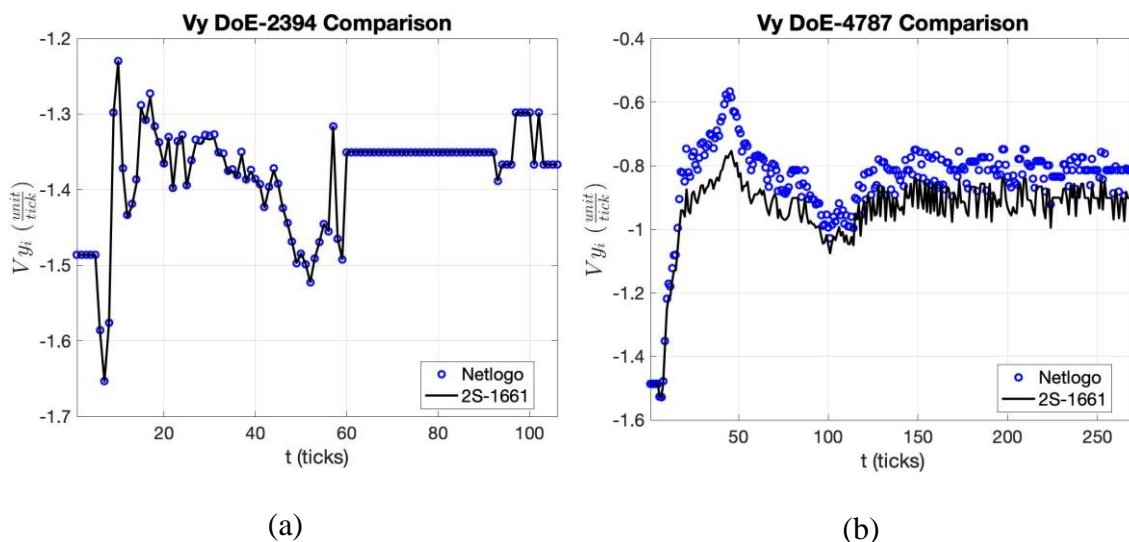 Vy DoE-2394 Comparison
-1.2
-1.3
-1.4
-1.5
-1.6
-1.7
Vy_i (unit/tick)
20
40
60
80
100
t (ticks)
Netlogo
2S-1661
(a)
Vy DoE-4787 Comparison
-0.4
-0.6
-0.8
-1
-1.2
-1.4
-1.6
Vy_i (unit/tick)
50
100
150
200
250
t (ticks)
Netlogo
2S-1661
(b)